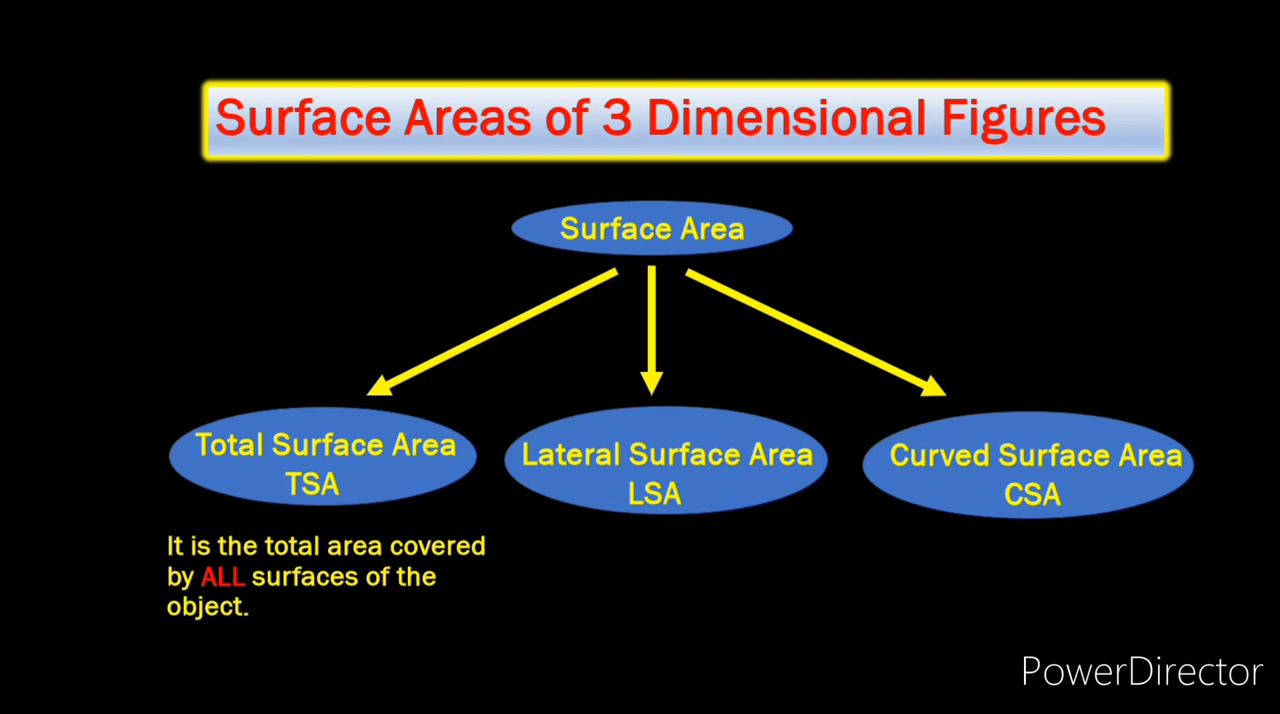 Surface Areas of 3 Dimensional Figures
Surface Area
Total Surface Area
TSA
Lateral Surface Area
LSA
Curved Surface Area
CSA
It is the total area covered
by ALL surfaces of the
object.
PowerDirector